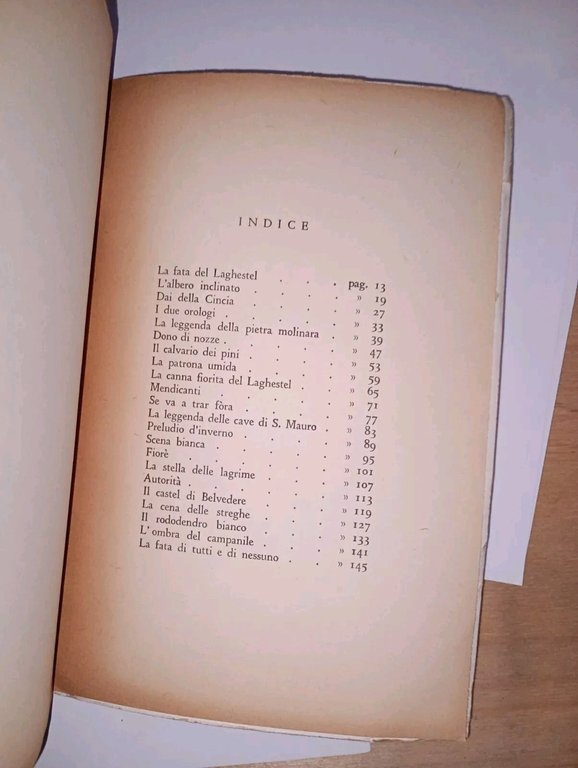 INDICE
La fata del Laghestel . . . pag. 13
L'albero inclinato . . . . » 19
Dai della Cincia . . . . » 27
I due orologi . . . . » 33
La leggenda della pietra molinara . » 39
Dono di nozze . . . . . » 47
Il calvario dei pini . . . . » 53
La patrona umida . . . . » 59
La canna fiorita del Laghestel . . » 65
Mendicanti . . . . . » 71
Se va a trar fòra . . . . » 77
La leggenda delle cave di S. Mauro . » 83
Preludio d'inverno . . . . » 89
Scena bianca . . . . . » 95
Fiorè . . . . . » 101
La stella delle lagrime . . . » 107
Autorità . . . . . » 113
Il castel di Belvedere . . . » 119
La cena delle streghe . . . » 127
Il rododendro bianco . . . » 133
L'ombra del campanile . . . » 141
La fata di tutti e di nessuno . . » 145